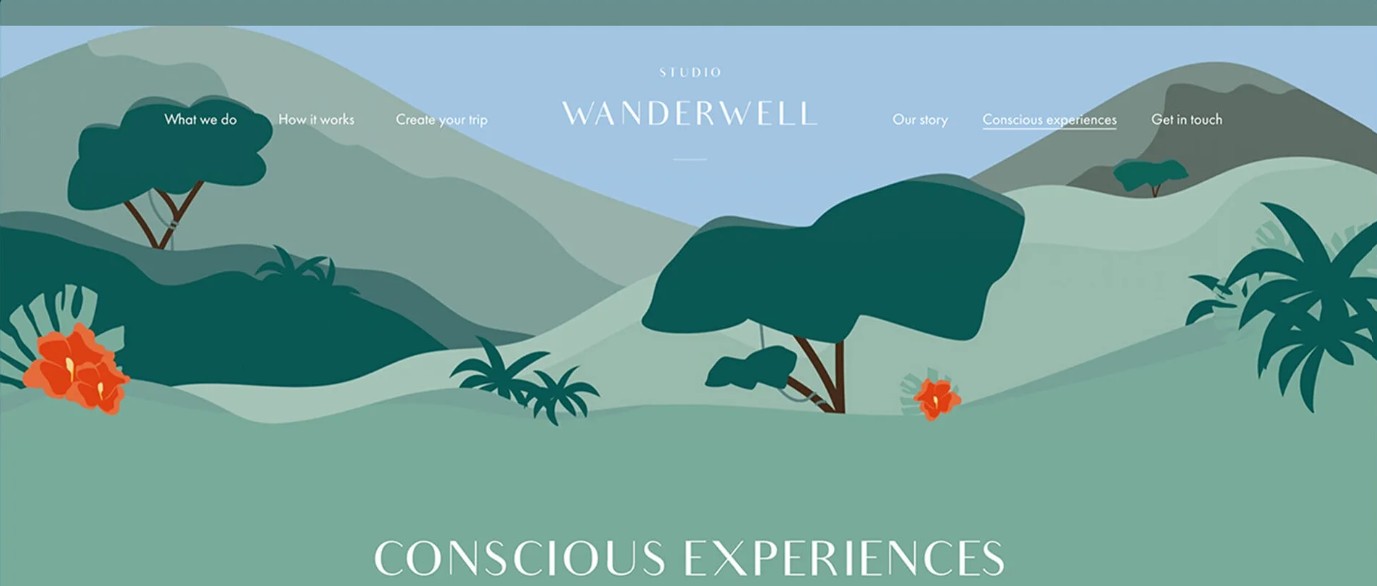 STUDIO
WANDERWELL
What we do How it works Create your trip Our story Conscious experiences Get in touch
CONSCIOUS EXPERIENCES